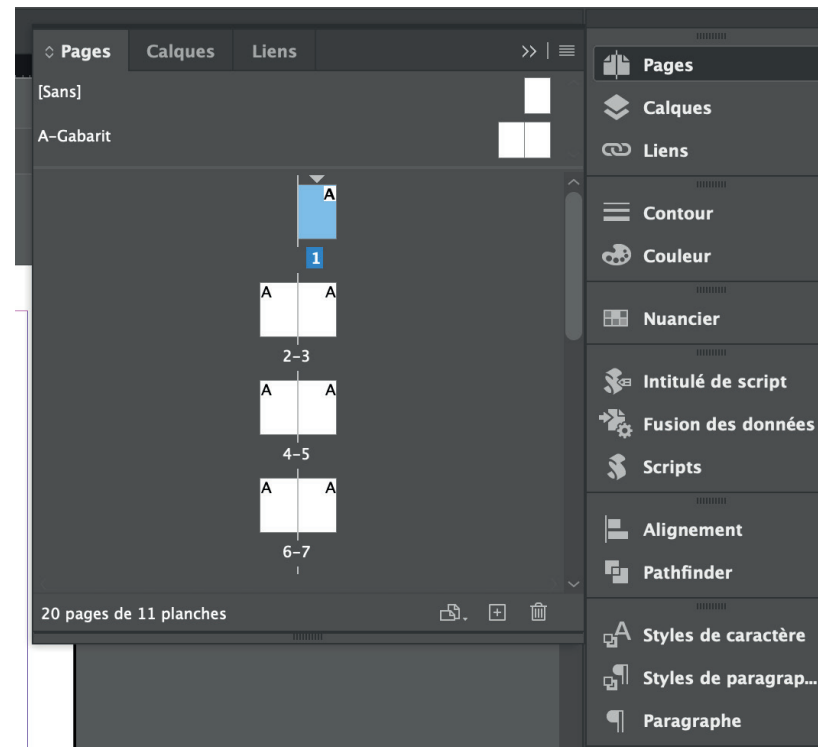 Pages Calques Liens
[Sans]
A-Gabarit
A
1
A A
2-3
A A
4-5
A A
6-7
20 pages de 11 planches
Pages
Calques
Liens
Contour
Couleur
Nuancier
Intitulé de script
Fusion des données
Scripts
Alignement
Pathfinder
Styles de caractère
Styles de paragrap...
Paragraphe